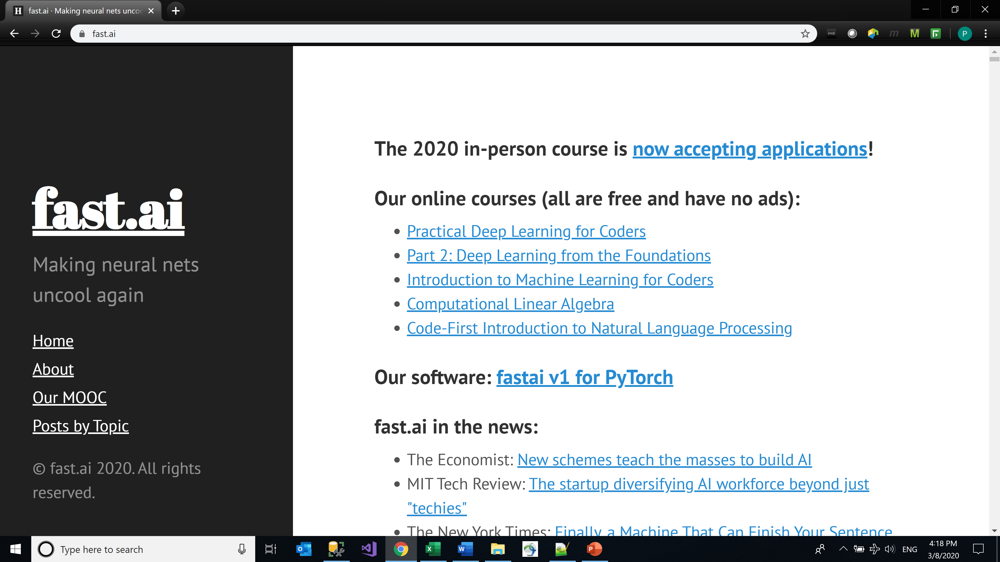 fast.ai · Making neural nets unco
fast.ai
(md)
m
M
P
fast.ai
Making neural nets
uncool again
Home
About
Our MOOC
Posts by Topic
© fast.ai 2020. All rights
reserved.
The 2020 in-person course is now accepting applications!
Our online courses (all are free and have no ads):
Practical Deep Learning for Coders
Part 2: Deep Learning from the Foundations
Introduction to Machine Learning for Coders
Computational Linear Algebra
Code-First Introduction to Natural Language Processing
Our software: fastai v1 for PyTorch
fast.ai in the news:
The Economist: New schemes teach the masses to build AI
MIT Tech Review: The startup diversifying AI workforce beyond just
"techies"
The New York Times: Finally, a Machine That Can Finish Your Sentence
Type here to search
ENG
4:18 PM
3/8/2020